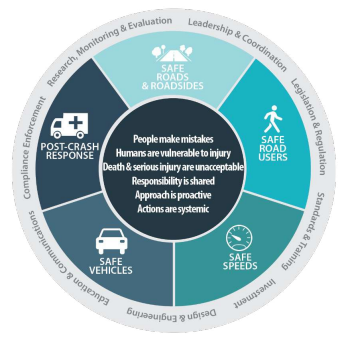 Research, Monitoring & Evaluation
Leadership & Coordination
Legislation & Regulation
Standards & Training
Investment
Design & Engineering
Education & Communications
Compliance Enforcement
SAFE
ROADS
& ROADSIDES
SAFE
ROAD
USERS
SAFE
SPEEDS
SAFE
VEHICLES
POST-CRASH
RESPONSE
People make mistakes
Humans are vulnerable to injury
Death & serious injury are unacceptable
Responsibility is shared
Approach is proactive
Actions are systemic